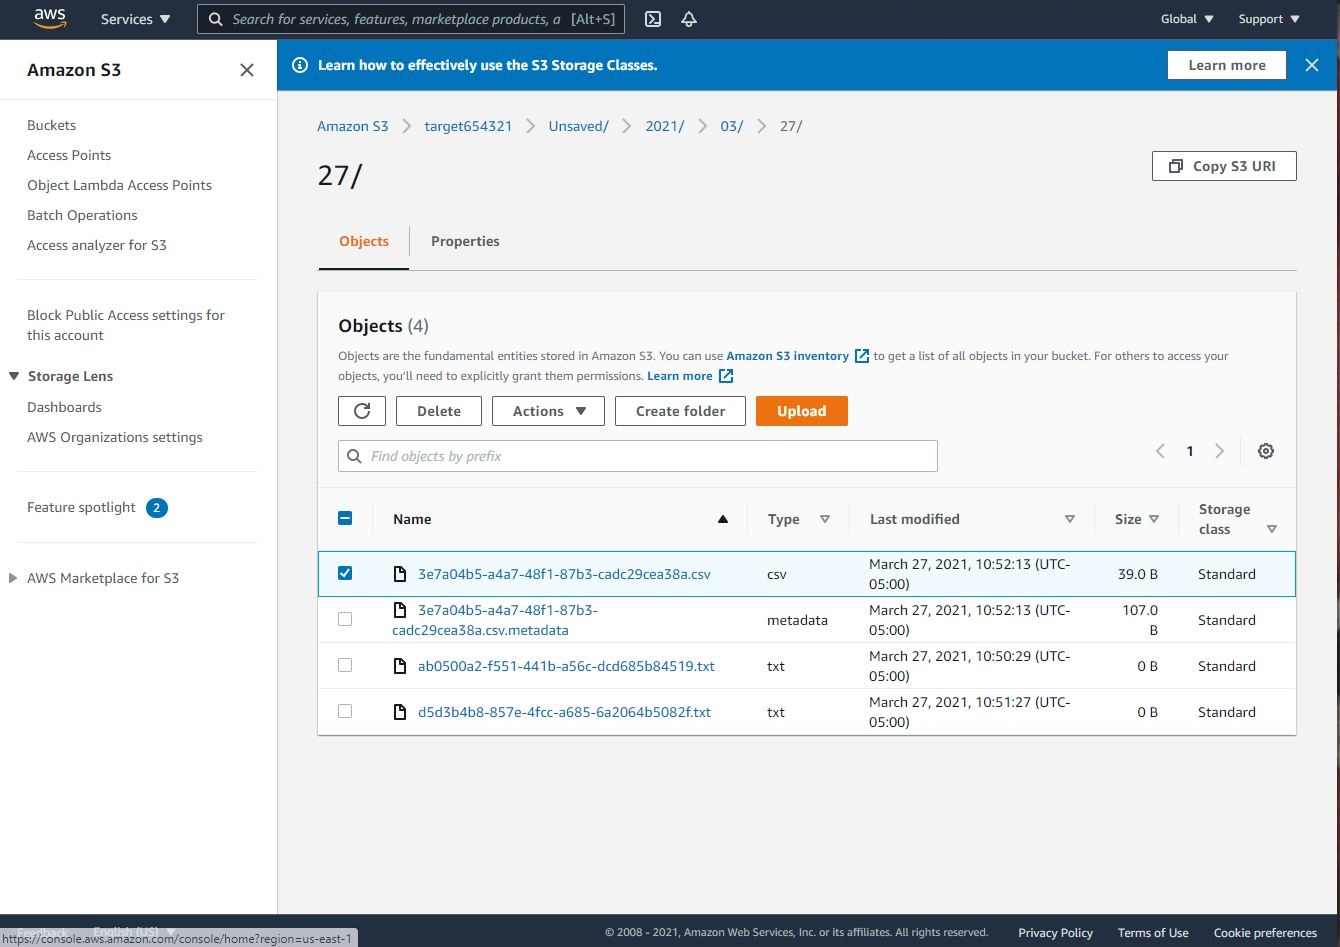 aws Services Search for services, features, marketplace products, a [Alt+S] Global Support
Amazon S3
Learn how to effectively use the S3 Storage Classes. Learn more
Buckets
Access Points
Object Lambda Access Points
Batch Operations
Access analyzer for S3
Block Public Access settings for
this account
Storage Lens
Dashboards
AWS Organizations settings
Feature spotlight 2
AWS Marketplace for S3
Amazon S3 target654321 Unsaved/ 2021/ 03/ 27/
27/
Copy S3 URI
Objects Properties
Objects (4)
Objects are the fundamental entities stored in Amazon S3. You can use Amazon S3 inventory to get a list of all objects in your bucket. For others to access your
objects, you'll need to explicitly grant them permissions. Learn more
Delete Actions Create folder Upload
Find objects by prefix
1
Name Type Last modified Size Storage
class
3e7a04b5-a4a7-48f1-87b3-cadc29cea38a.csv csv March 27, 2021, 10:52:13 (UTC-
05:00) 39.0 B Standard
3e7a04b5-a4a7-48f1-87b3-
cadc29cea38a.csv.metadata metadata March 27, 2021, 10:52:13 (UTC-
05:00) 107.0
B Standard
ab0500a2-f551-441b-a56c-dcd685b84519.txt txt March 27, 2021, 10:50:29 (UTC-
05:00) 0 B Standard
d5d3b4b8-857e-4fcc-a685-6a2064b5082f.txt txt March 27, 2021, 10:51:27 (UTC-
05:00) 0 B Standard
Feedback English (US)
https://console.aws.amazon.com/console/home?region=us-east-1
© 2008 - 2021, Amazon Web Services, Inc. or its affiliates. All rights reserved. Privacy Policy Terms of Use Cookie preferences